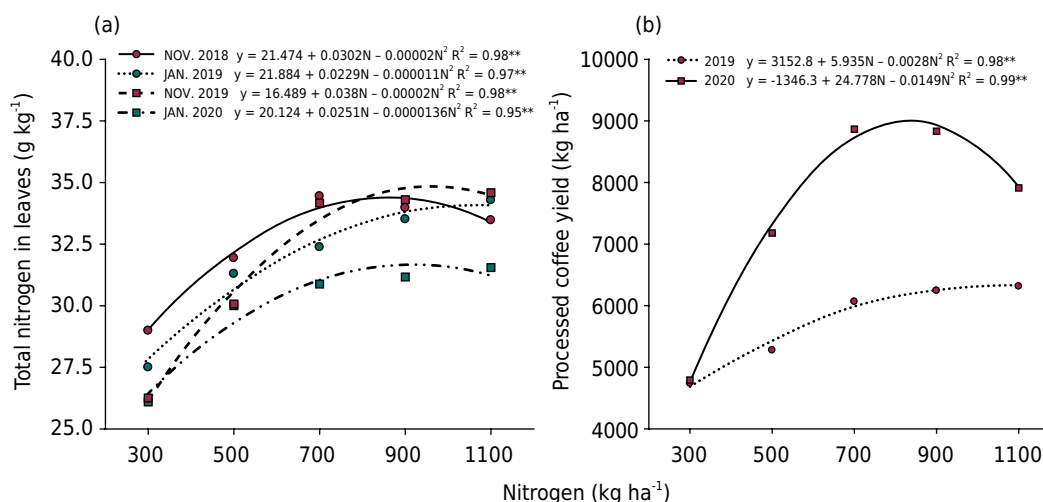 (a)
NOV. 2018 y = 21.474 + 0.0302N – 0.00002N² R² = 0.98**
JAN. 2019 y = 21.884 + 0.0229N – 0.000011N² R² = 0.97**
NOV. 2019 y = 16.489 + 0.038N – 0.00002N² R² = 0.98**
JAN. 2020 y = 20.124 + 0.0251N – 0.0000136N² R² = 0.95**
Total nitrogen in leaves (g kg⁻¹)
40.0
37.5
35.0
32.5
30.0
27.5
25.0
300 500 700 900 1100
(b)
2019 y = 3152.8 + 5.935N – 0.0028N² R² = 0.98**
2020 y = -1346.3 + 24.778N – 0.0149N² R² = 0.99**
Processed coffee yield (kg ha⁻¹)
10000
9000
8000
7000
6000
5000
4000
300 500 700 900 1100
Nitrogen (kg ha⁻¹)